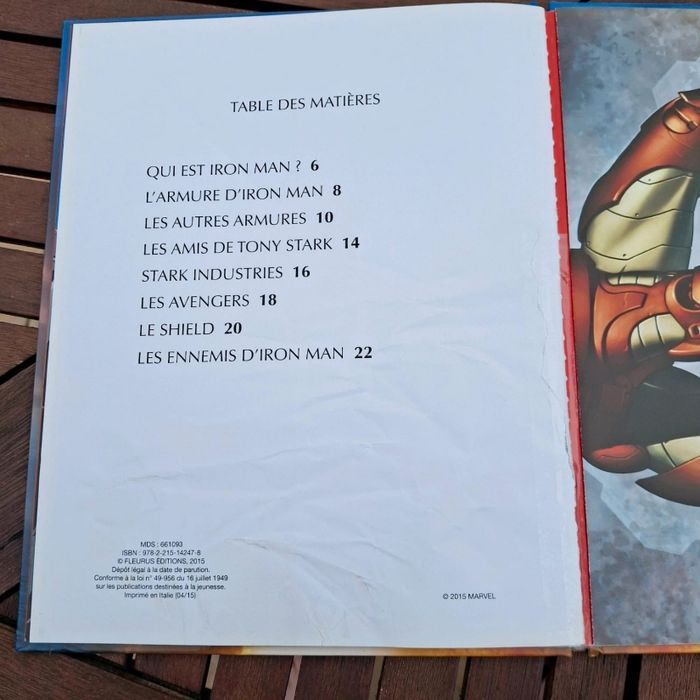 TABLE DES MATIÈRES
QUI EST IRON MAN ? 6
L'ARMURE D'IRON MAN 8
LES AUTRES ARMURES 10
LES AMIS DE TONY STARK 14
STARK INDUSTRIES 16
LES AVENGERS 18
LE SHIELD 20
LES ENNEMIS D'IRON MAN 22
MDS : 661093
ISBN : 978-2-215-14247-8
© FLEURUS ÉDITIONS, 2015
Dépôt légal à la date de parution.
Conforme à la loi n° 49-956 du 16 juillet 1949
sur les publications destinées à la jeunesse.
Imprimé en Italie (04/15)
© 2015 MARVEL